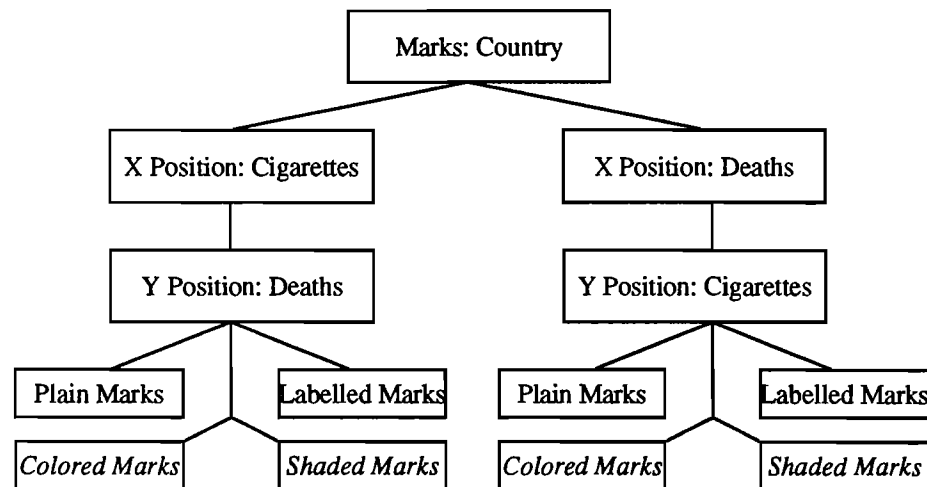 Marks: Country
X Position: Cigarettes
X Position: Deaths
Y Position: Deaths
Y Position: Cigarettes
Plain Marks
Labelled Marks
Plain Marks
Labelled Marks
Colored Marks
Shaded Marks
Colored Marks
Shaded Marks